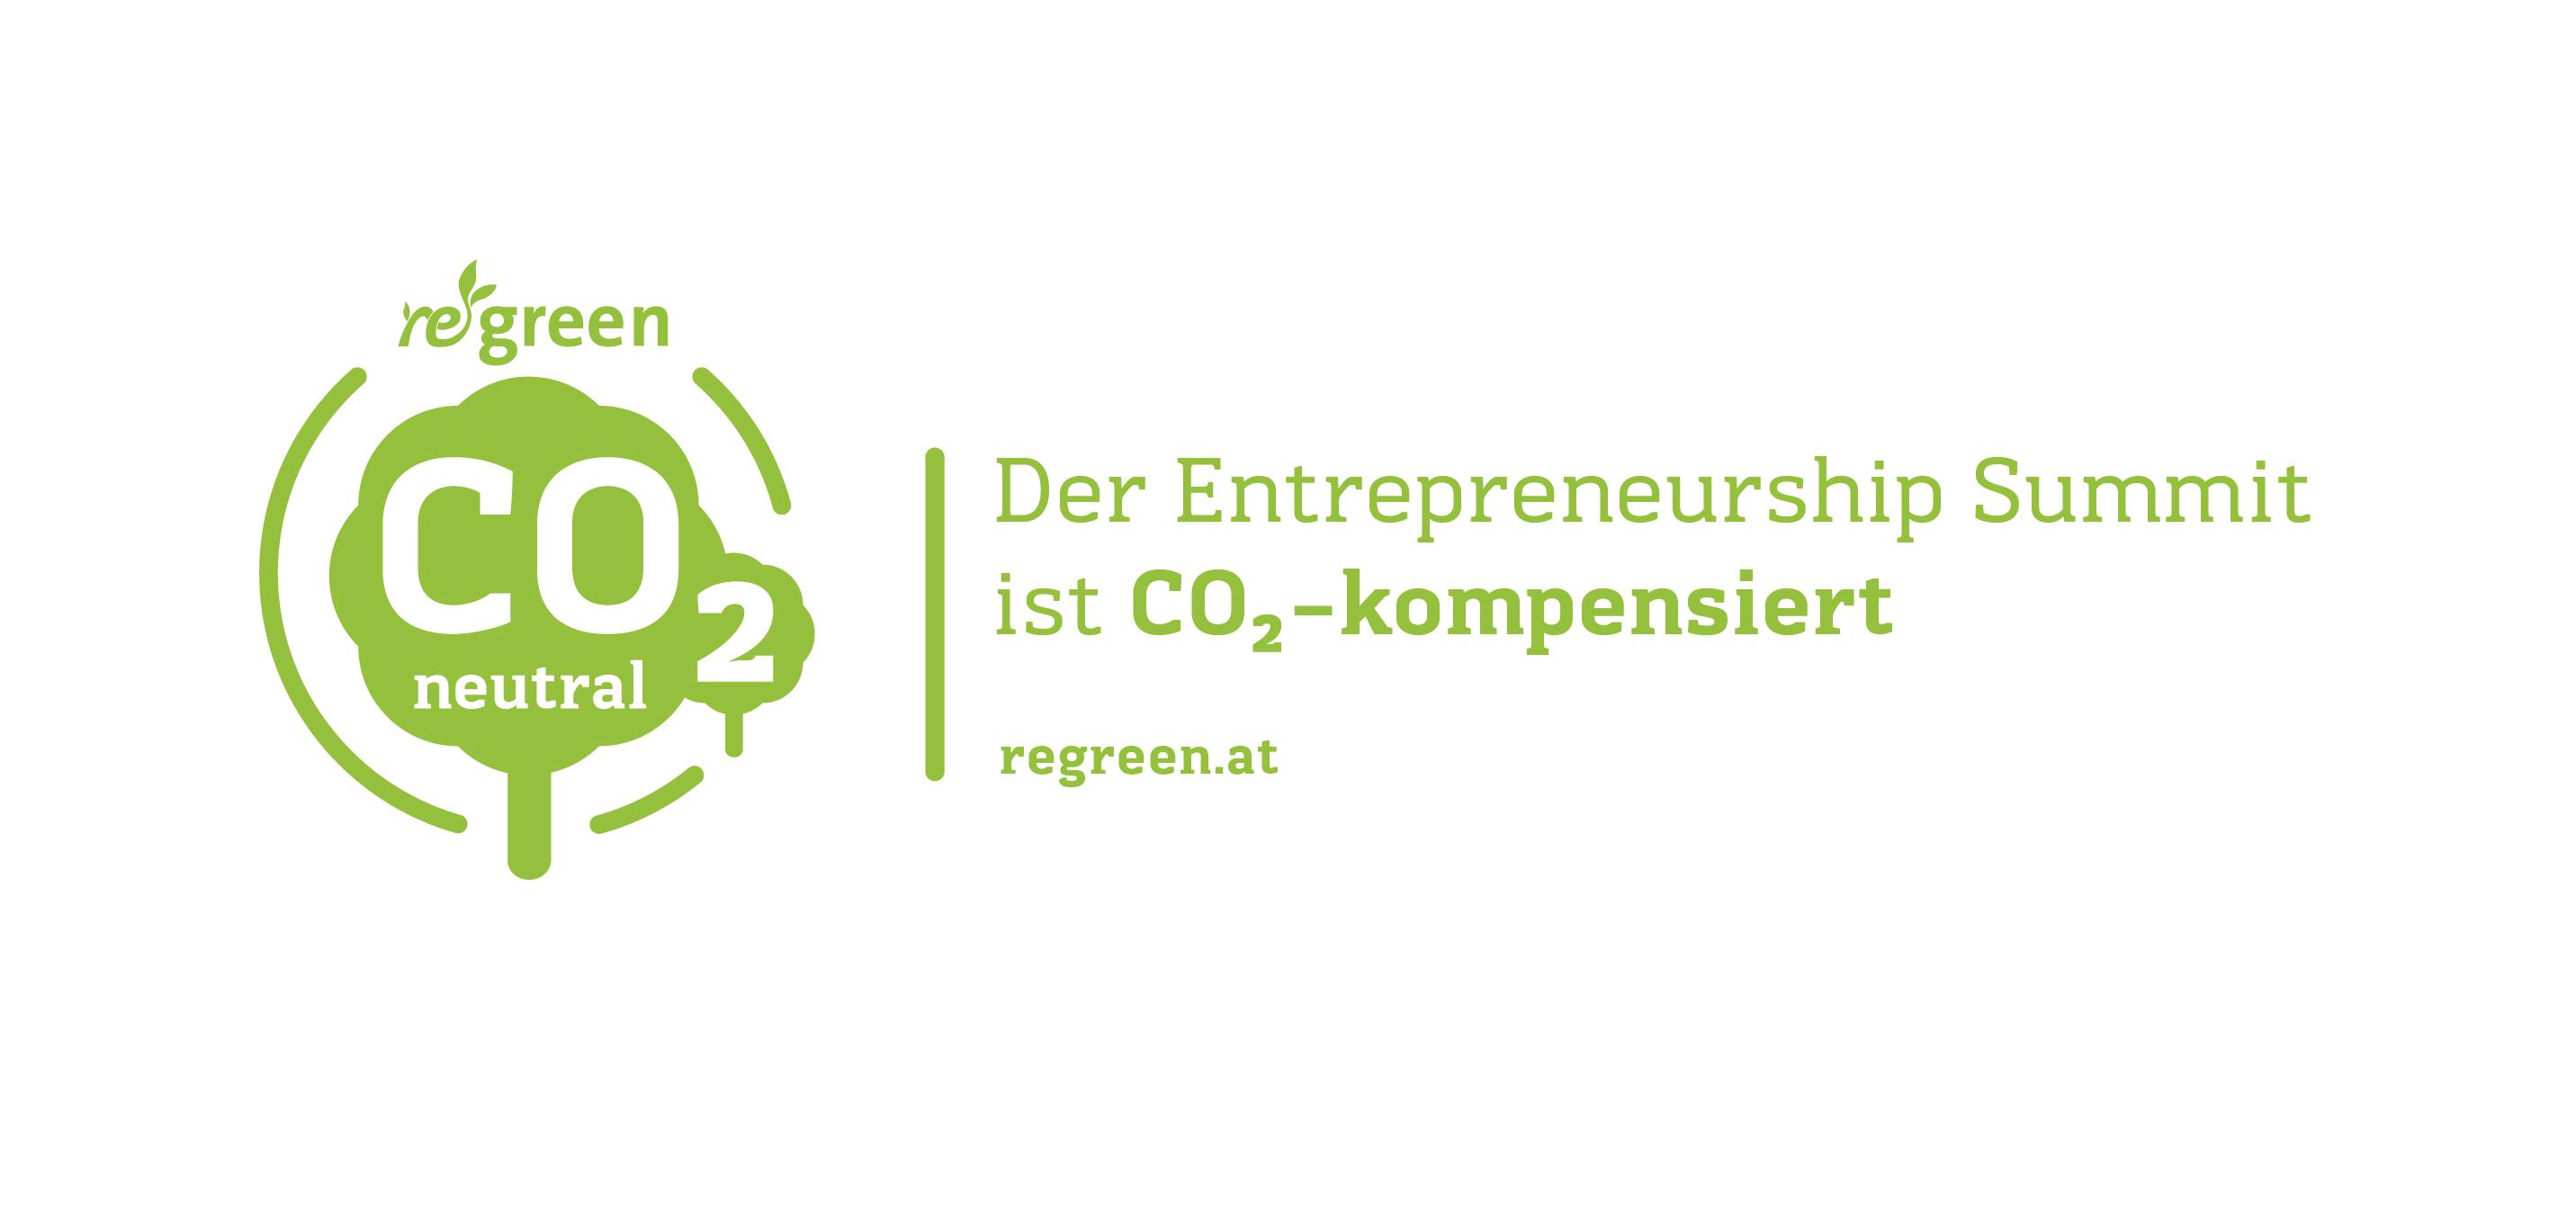 regreen
CO₂
neutral
Der Entrepreneurship Summit
ist CO₂-kompensiert
regreen.at